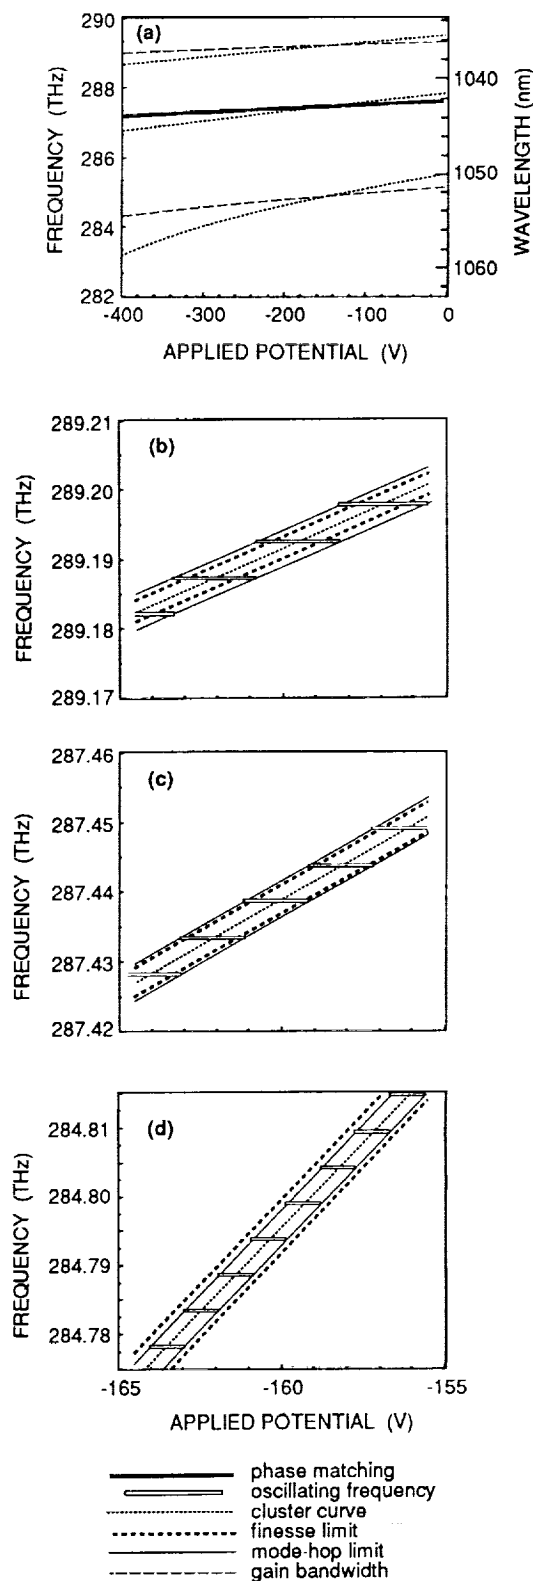 (a)
290
288
286
284
282
FREQUENCY (THz)
1040
1050
1060
WAVELENGTH (nm)
-400
-300
-200
-100
0
APPLIED POTENTIAL (V)
(b)
289.21
289.20
289.19
289.18
289.17
FREQUENCY (THz)
(c)
287.46
287.45
287.44
287.43
287.42
FREQUENCY (THz)
(d)
284.81
284.80
284.79
284.78
FREQUENCY (THz)
-165
-160
-155
APPLIED POTENTIAL (V)
phase matching
oscillating frequency
cluster curve
finesse limit
mode-hop limit
gain bandwidth